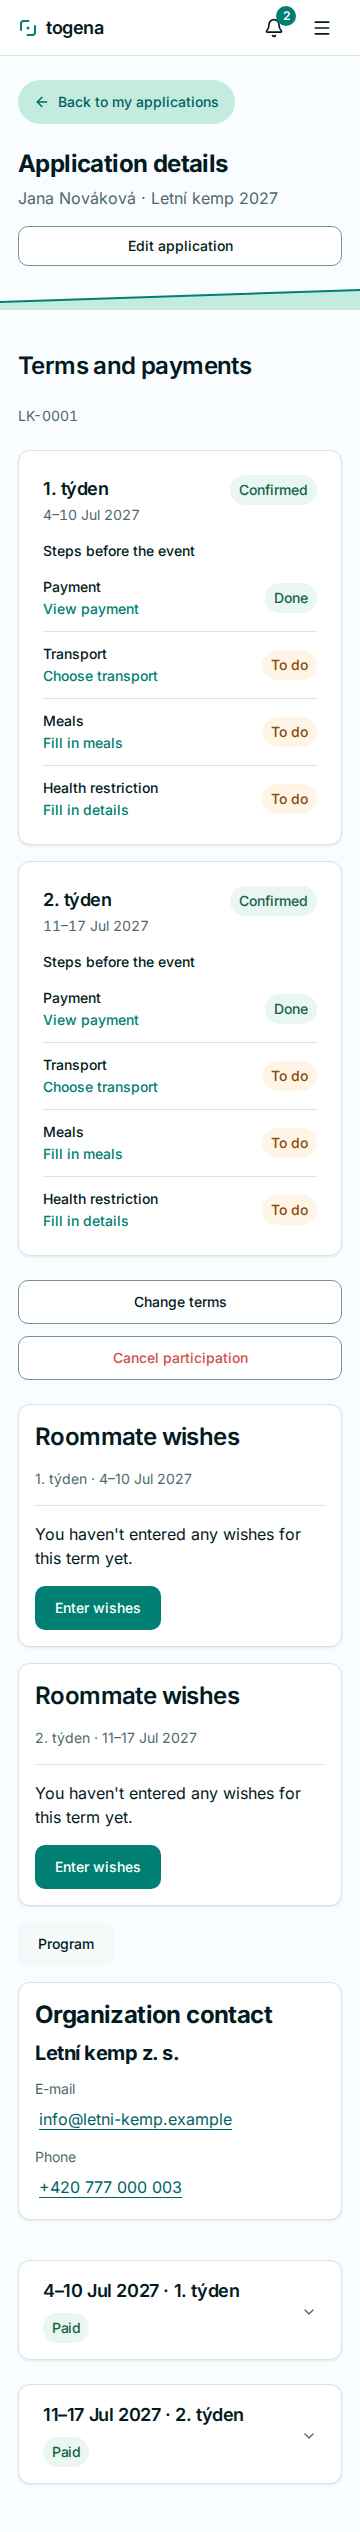 togena
2
Back to my applications
Application details
Jana Nováková · Letní kemp 2027
Edit application
Terms and payments
LK-0001
1. týden
Confirmed
4–10 Jul 2027
Steps before the event
Payment
View payment
Done
Transport
Choose transport
To do
Meals
Fill in meals
To do
Health restriction
Fill in details
To do
2. týden
Confirmed
11–17 Jul 2027
Steps before the event
Payment
View payment
Done
Transport
Choose transport
To do
Meals
Fill in meals
To do
Health restriction
Fill in details
To do
Change terms
Cancel participation
Roommate wishes
1. týden · 4–10 Jul 2027
You haven't entered any wishes for
this term yet.
Enter wishes
Roommate wishes
2. týden · 11–17 Jul 2027
You haven't entered any wishes for
this term yet.
Enter wishes
Program
Organization contact
Letní kemp z. s.
E-mail
info@letni-kemp.example
Phone
+420 777 000 003
4–10 Jul 2027 · 1. týden
Paid
11–17 Jul 2027 · 2. týden
Paid